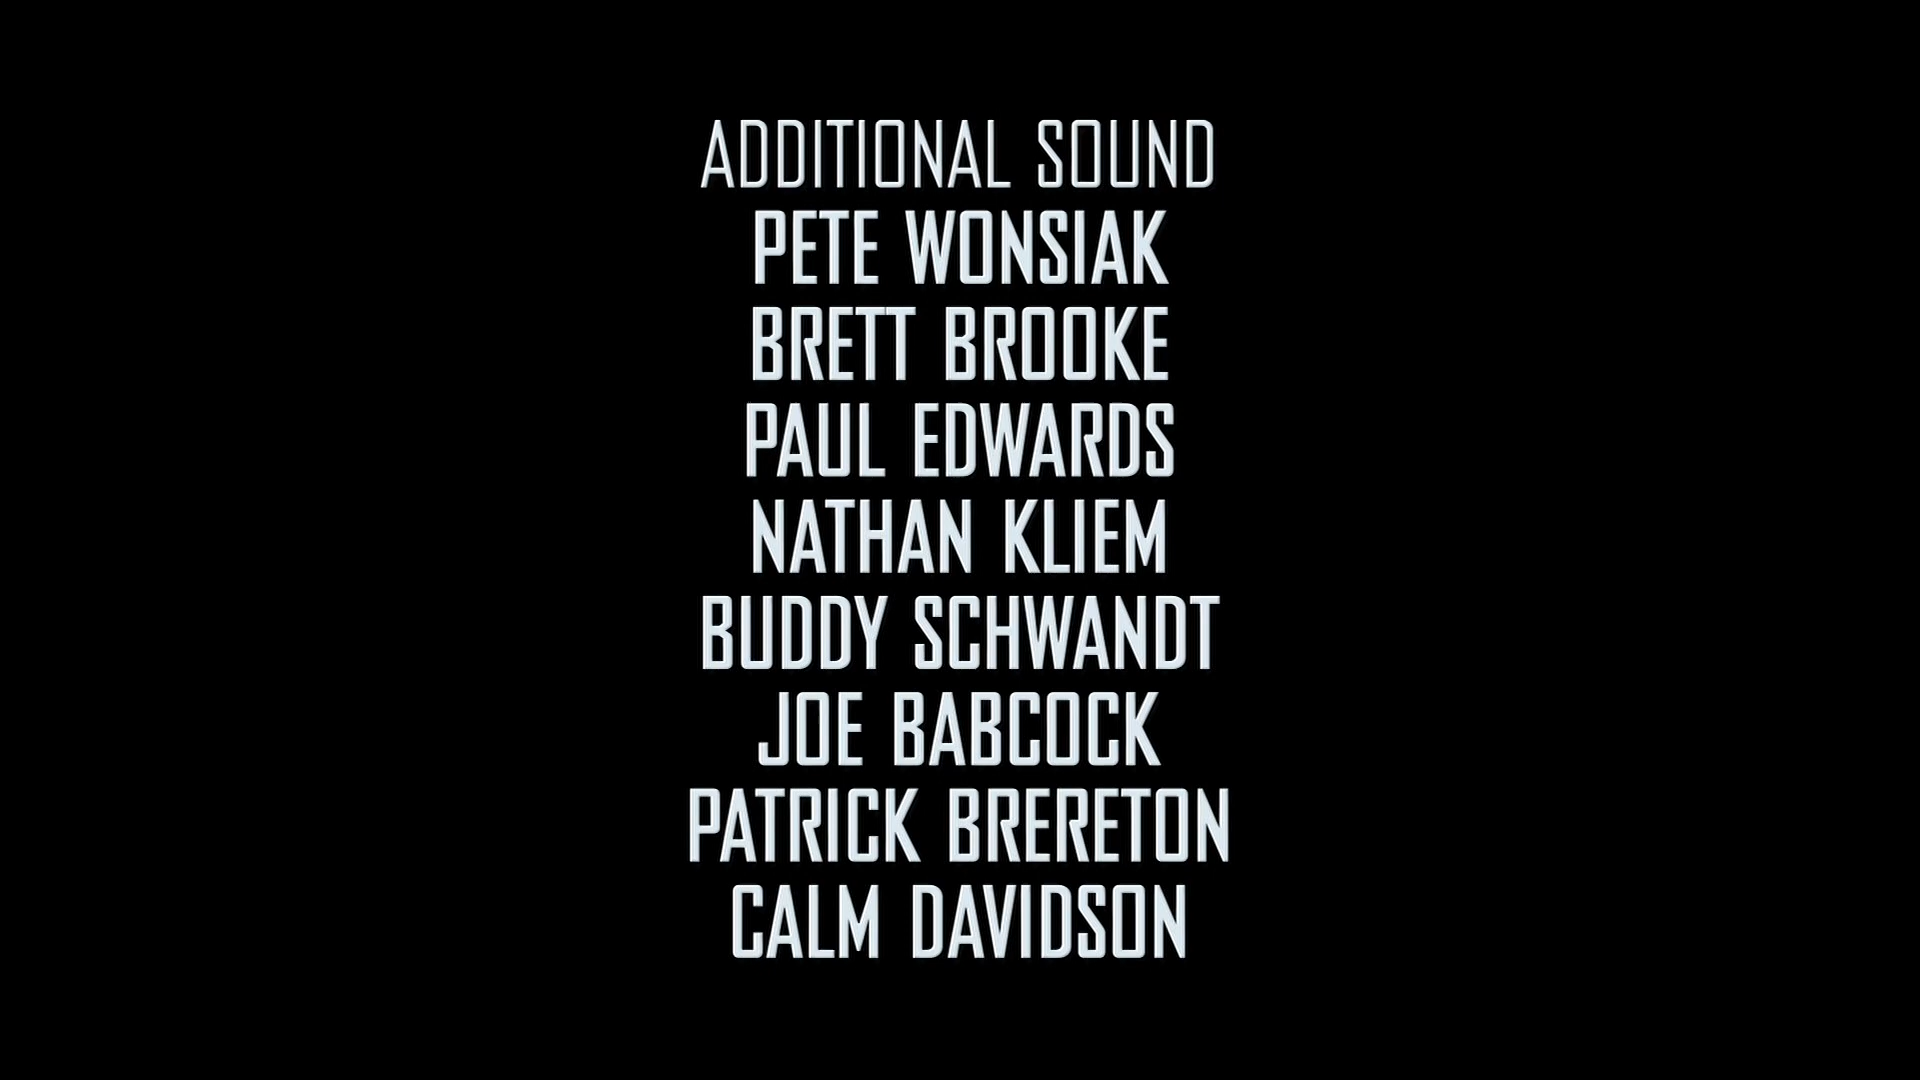 ADDITIONAL SOUND
PETE WONSIAK
BRETT BROOKE
PAUL EDWARDS
NATHAN KLIEM
BUDDY SCHWANDT
JOE BABCOCK
PATRICK BRERETON
CALM DAVIDSON